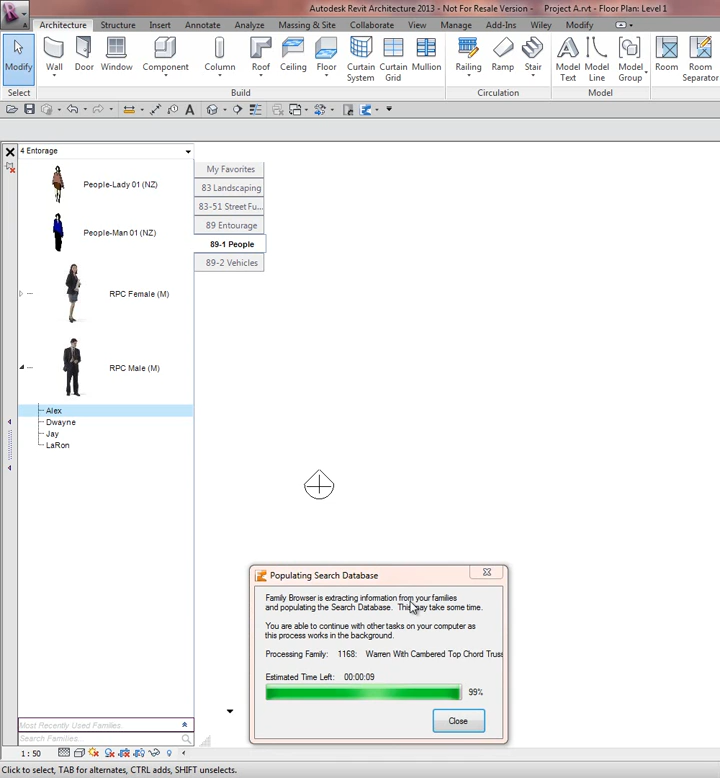 Autodesk Revit Architecture 2013 - Not For Resale Version - Project A.rvt - Floor Plan: Level 1
Architecture Structure Insert Annotate Analyze Massing & Site Collaborate View Manage Add-Ins Wiley Modify
Modify Wall Door Window Component Column Roof Ceiling Floor Curtain System Curtain Grid Mullion Railing Ramp Stair Model Text Model Line Model Group Room Room Separator
Select Build Circulation Model
4 Entorage
My Favorites
People-Lady 01 (NZ)
83 Landscaping
83-51 Street Fu...
89 Entourage
People-Man 01 (NZ)
89-1 People
89-2 Vehicles
RPC Female (M)
RPC Male (M)
Alex
Dwayne
Jay
LaRon
Populating Search Database
Family Browser is extracting information from your families
and populating the Search Database. This may take some time.
You are able to continue with other tasks on your computer as
this process works in the background.
Processing Family: 1168: Warren With Cambered Top Chord Truss
Estimated Time Left: 00:00:09
99%
Close
Most Recently Used Families
Search Families
1 : 50
Click to select, TAB for alternates, CTRL adds, SHIFT unselects.